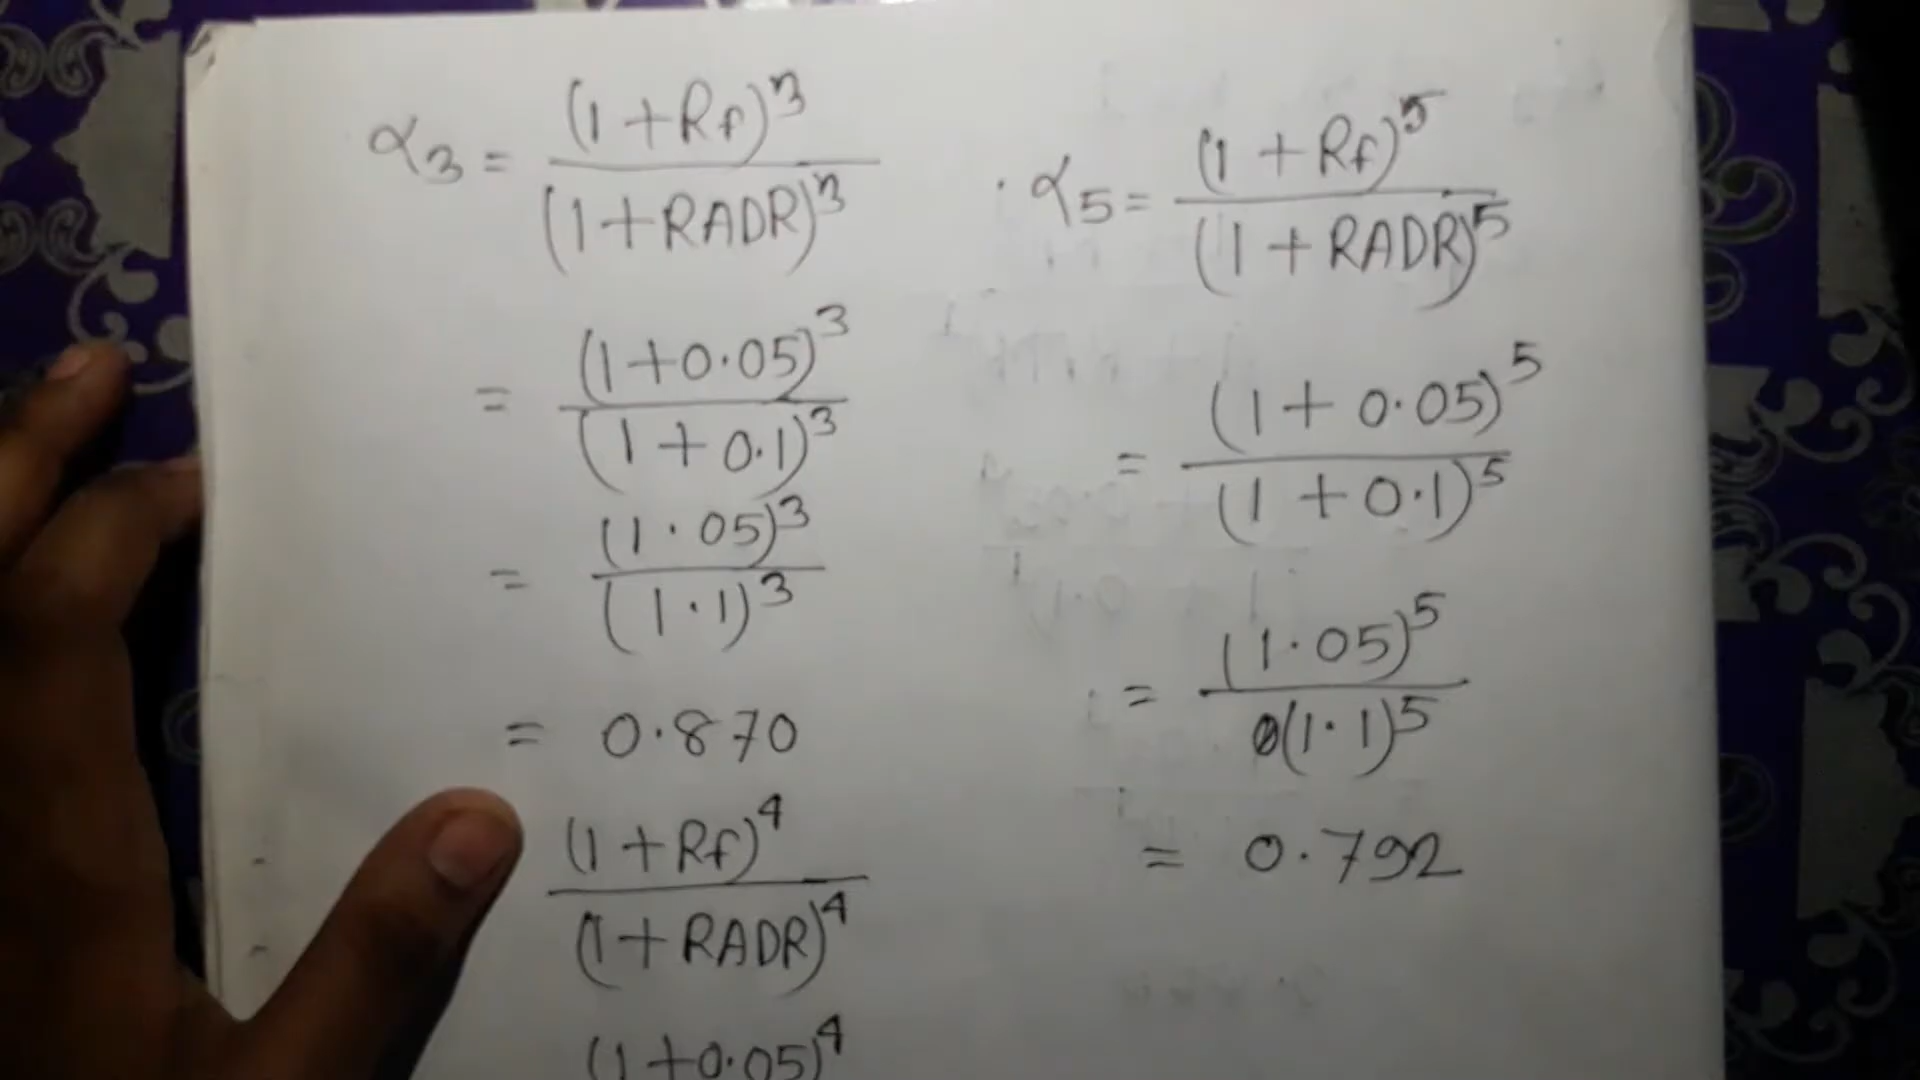 α3 = (1+Rf)^3
(1+RADR)^3
= (1+0.05)^3
(1+0.1)^3
= (1.05)^3
(1.1)^3
= 0.870
(1+Rf)^4
(1+RADR)^4
(1+0.05)^4
α5 = (1+Rf)^5
(1+RADR)^5
= (1+0.05)^5
(1+0.1)^5
= (1.05)^5
(1.1)^5
= 0.792